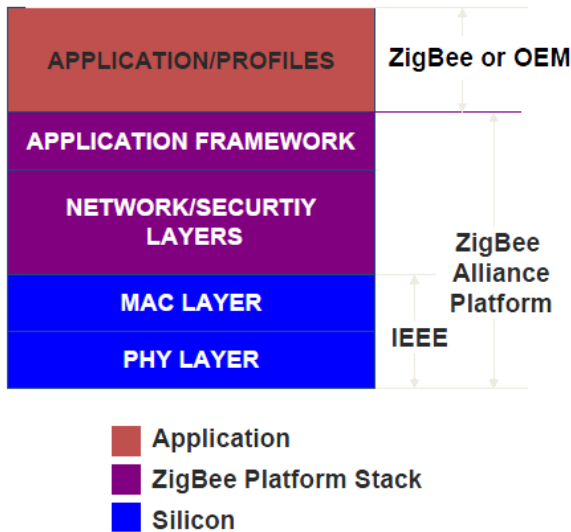 APPLICATION/PROFILES
ZigBee or OEM
APPLICATION FRAMEWORK
NETWORK/SECURTIY
LAYERS
ZigBee
Alliance
Platform
MAC LAYER
IEEE
PHY LAYER
Application
ZigBee Platform Stack
Silicon